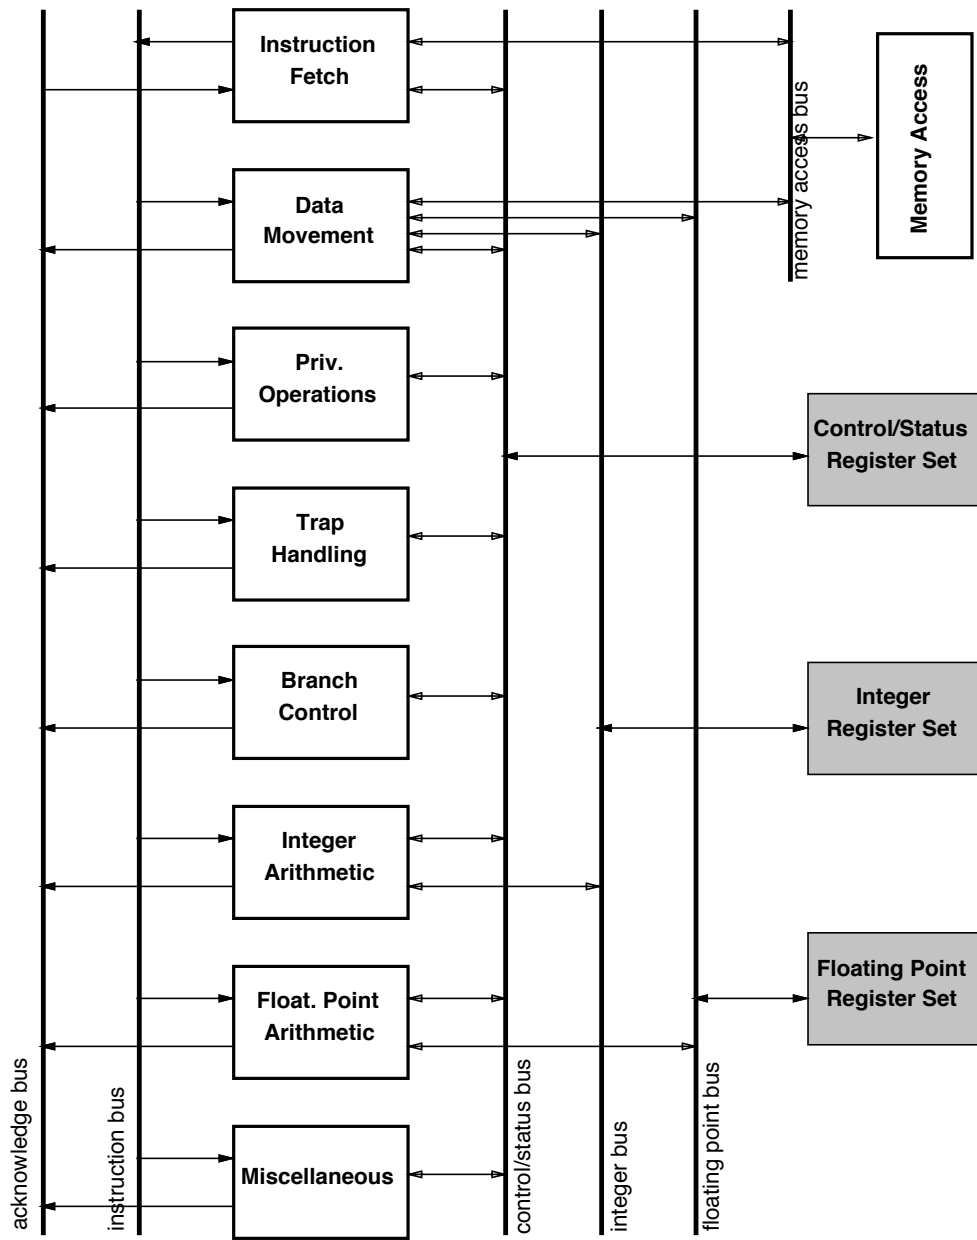 Instruction
Fetch
Data
Movement
Priv.
Operations
Trap
Handling
Branch
Control
Integer
Arithmetic
Float. Point
Arithmetic
Miscellaneous
acknowledge bus
instruction bus
control/status bus
integer bus
floating point bus
memory access bus
Memory Access
Control/Status
Register Set
Integer
Register Set
Floating Point
Register Set